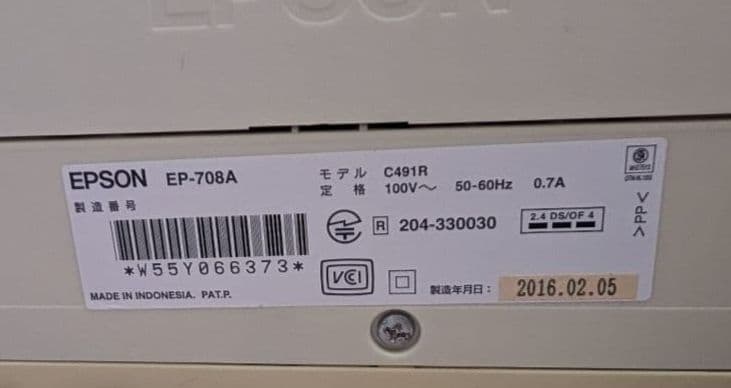 EPSON
EPSON EP-708A
モデル C491R
定格 100V～ 50-60Hz 0.7A
製造番号
*W55Y066373*
R 204-330030
2.4 DS/OF 4
>PP<
VCI
MADE IN INDONESIA. PAT.P.
製造年月日： 2016.02.05